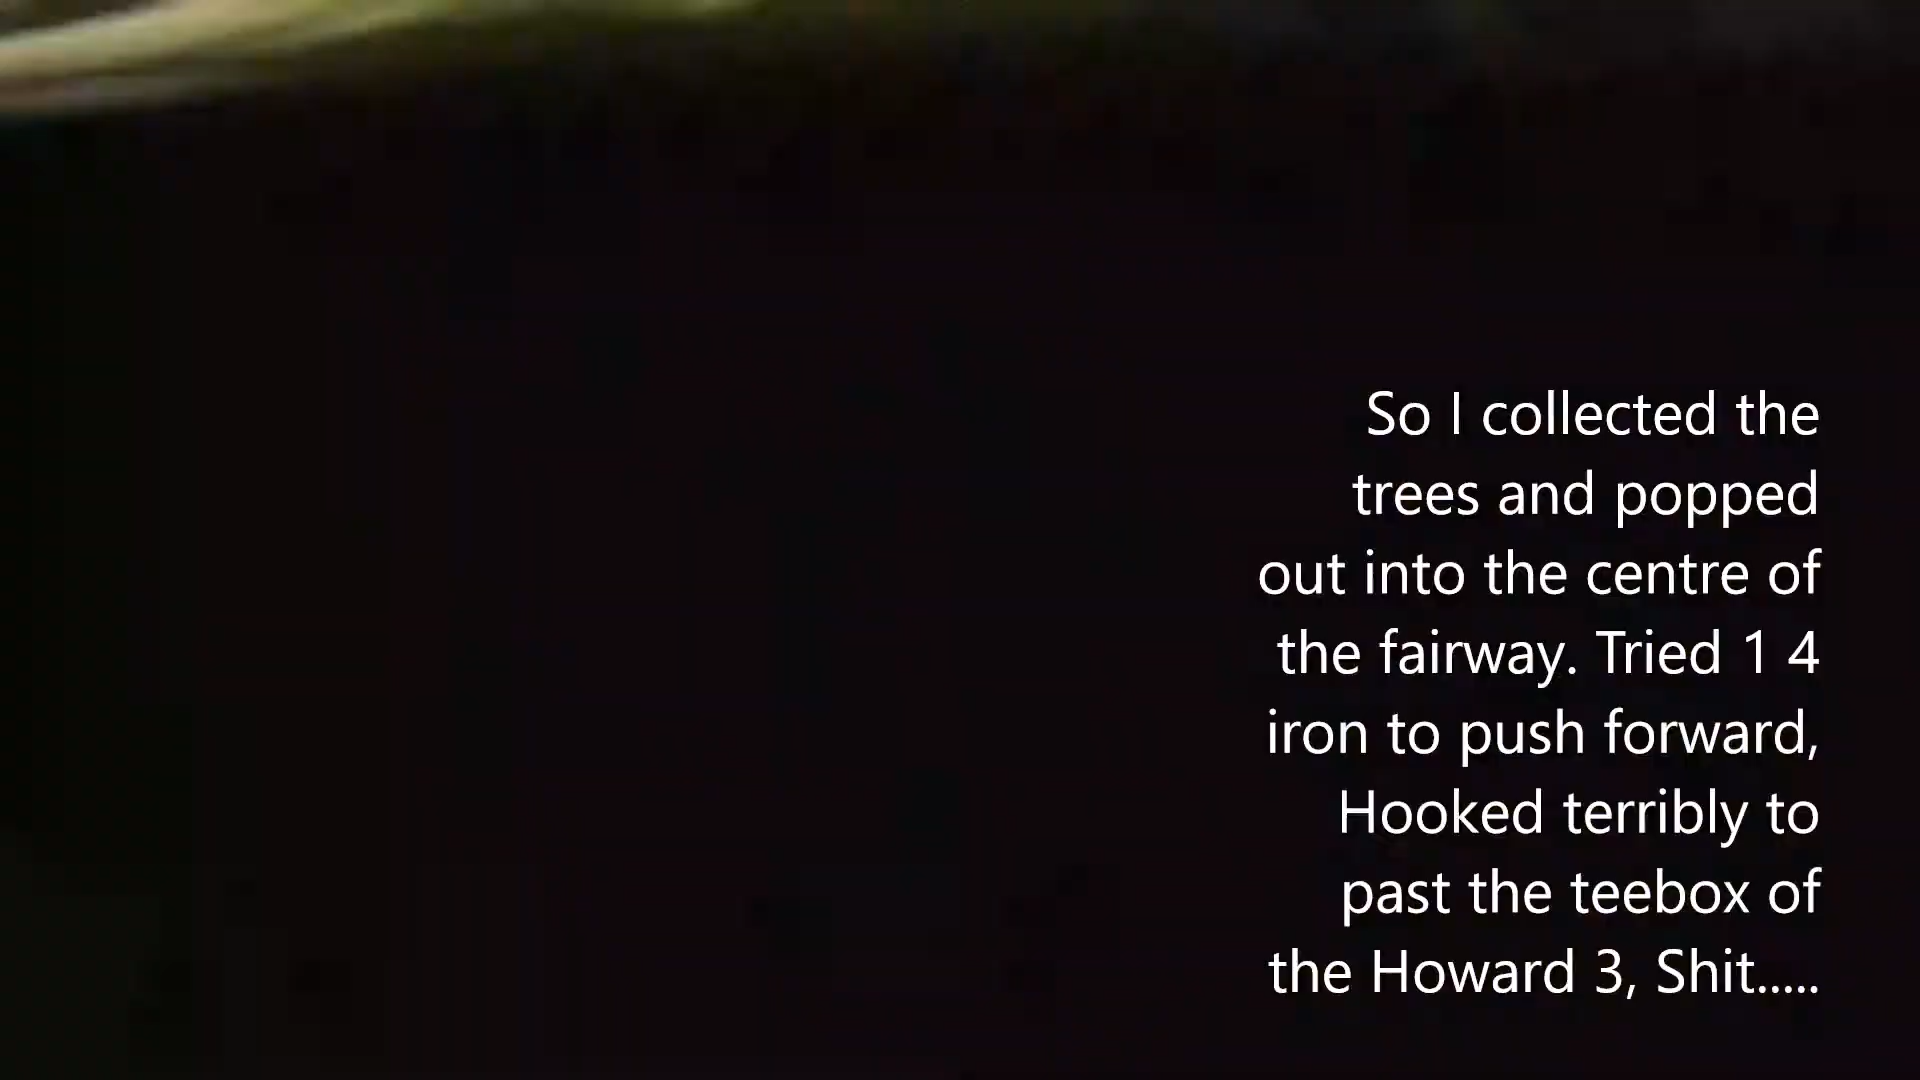 So I collected the
trees and popped
out into the centre of
the fairway. Tried 1 4
iron to push forward,
Hooked terribly to
past the teebox of
the Howard 3, Shit.....